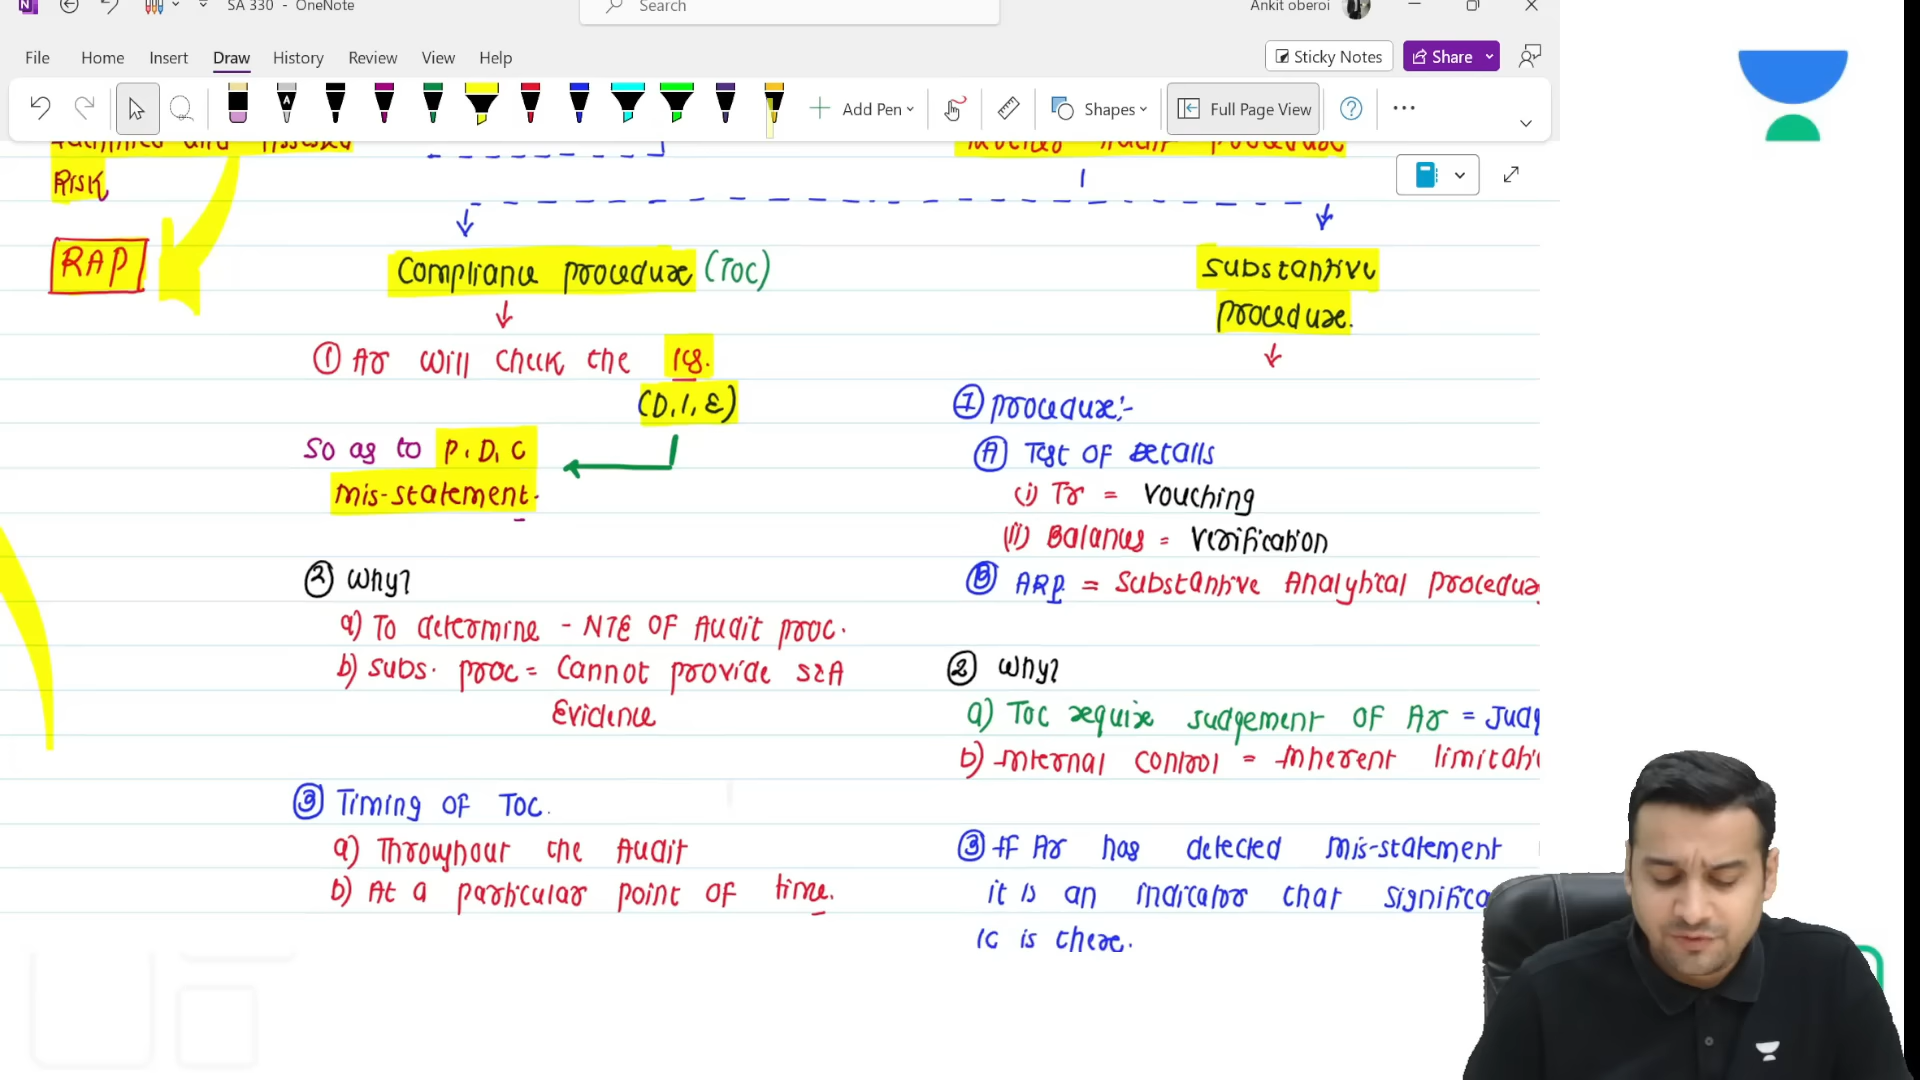 SA 330 - OneNote
Search
Ankit oberoi
File Home Insert Draw History Review View Help
Sticky Notes Share
Add Pen Shapes Full Page View
Risk
RAP
Compliance procedure (TOC)
① Ar will check the ICS.
(D, I, E)
So as to P, D, C
Mis-statement.
② Why?
a) To determine - NTE OF Audit proc.
b) Subs. proc = Cannot provide S&A
Evidence
③ Timing OF TOC.
a) Throughout the Audit
b) At a particular point OF time.
Substantive
Procedure.
① Procedure:-
Ⓐ Test OF Details
(i) Tr = Vouching
(ii) Balances = Verification
Ⓑ ARP = Substantive Analytical procedure
② Why?
a) TOC require Judgement OF Ar = Judg
b) Internal control = Inherent limitati
③ If Ar has detected mis-statement
it is an indicator that significa
IC is there.